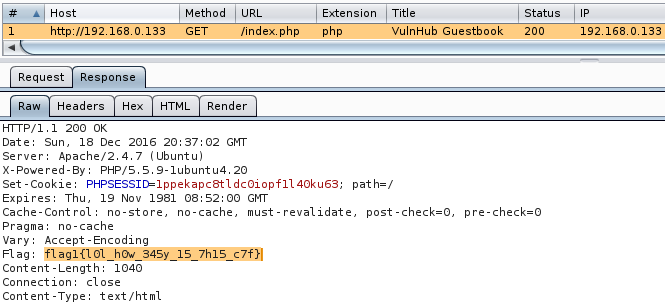 # ▲ Host Method URL Extension Title Status IP
1 http://192.168.0.133 GET /index.php php VulnHub Guestbook 200 192.168.0.133
Request Response
Raw Headers Hex HTML Render
HTTP/1.1 200 OK
Date: Sun, 18 Dec 2016 20:37:02 GMT
Server: Apache/2.4.7 (Ubuntu)
X-Powered-By: PHP/5.5.9-1ubuntu4.20
Set-Cookie: PHPSESSID=1ppekapc8tldc0iopf1l40ku63; path=/
Expires: Thu, 19 Nov 1981 08:52:00 GMT
Cache-Control: no-store, no-cache, must-revalidate, post-check=0, pre-check=0
Pragma: no-cache
Vary: Accept-Encoding
Flag: flag1{l0l_h0w_345y_15_7h15_c7f}
Content-Length: 1040
Connection: close
Content-Type: text/html